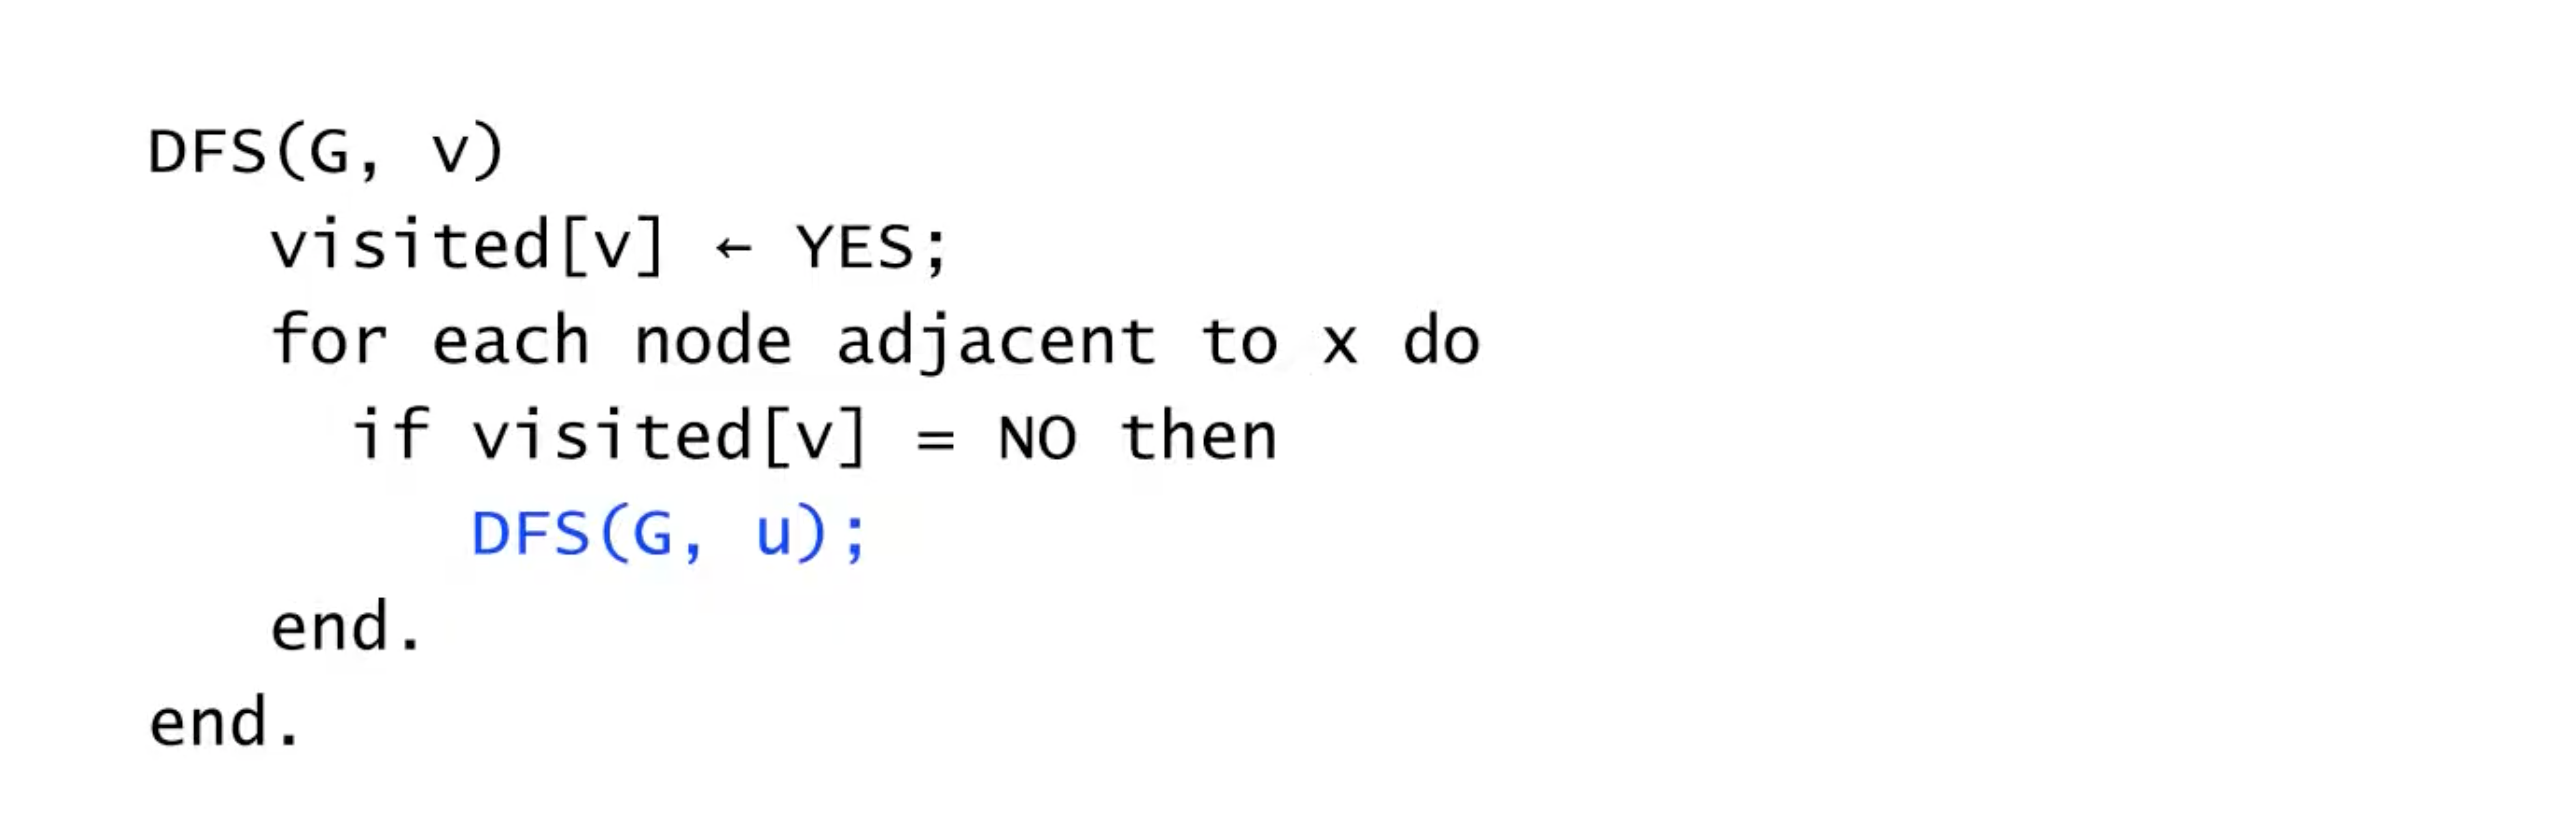 DFS(G, v)
visited[v] ← YES;
for each node adjacent to x do
if visited[v] = NO then
DFS(G, u);
end.
end.